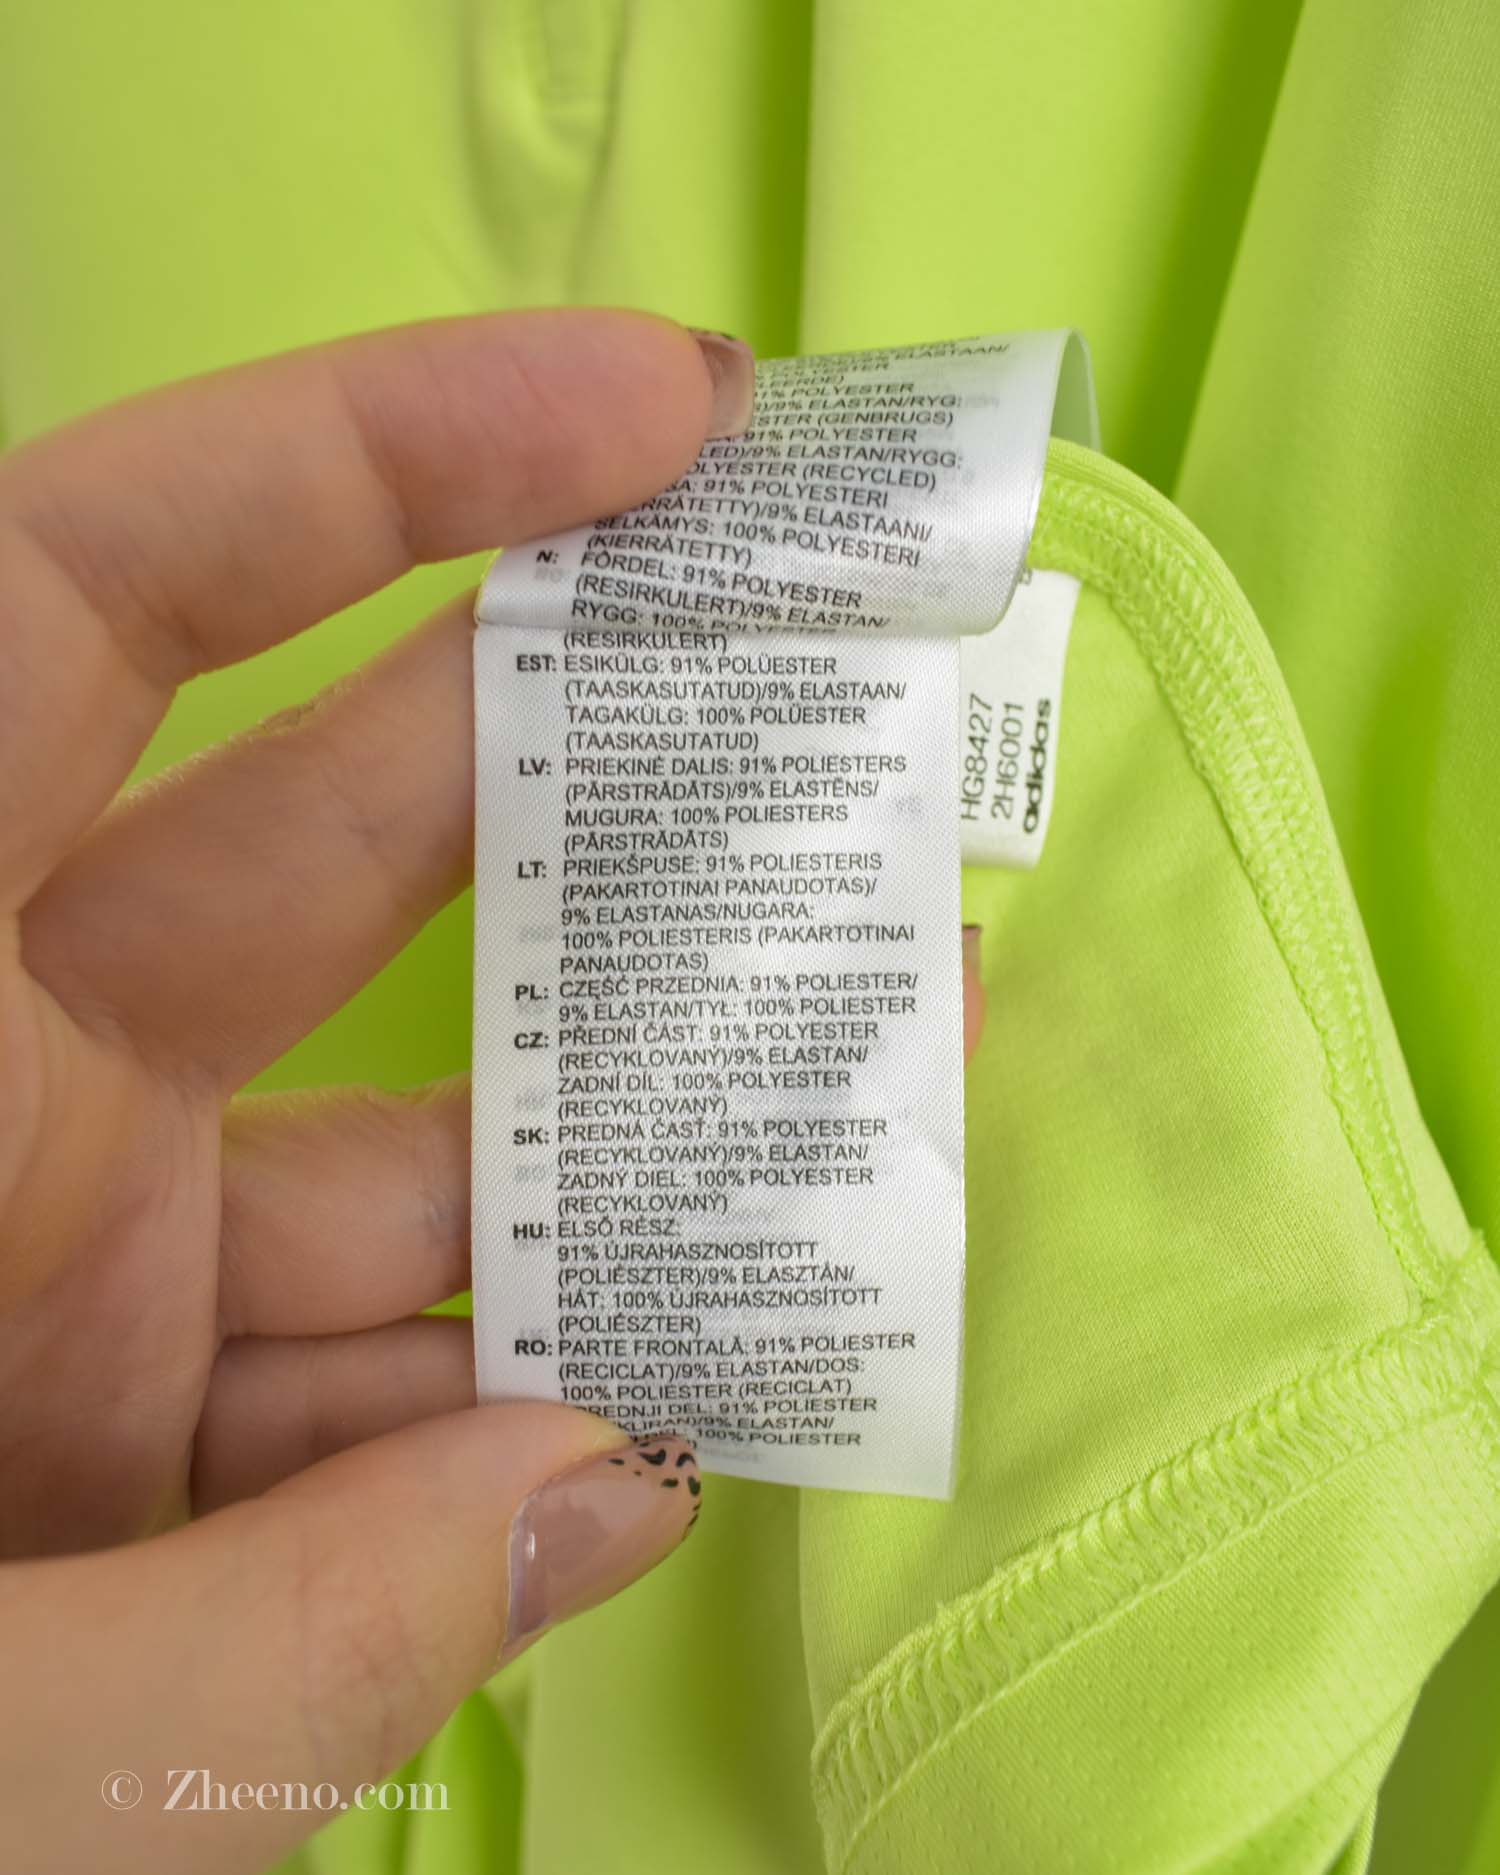 ELASTAAN/
POLYESTER
91% POLYESTER
9% ELASTAN/RYG:
(GENBRUGS)
91% POLYESTER
ELASTAN/RYGG:
(RECYCLED)
91% POLYESTERI
ELASTAANI/
SELKÄMYS: 100% POLYESTERI
(KIERRÄTETTY)
N: FÔRDEL: 91% POLYESTER
(RESIRKULERT)/9% ELASTAN/
RYGG: 100% POLYESTER
(RESIRKULERT)
EST: ESIKÜLG: 91% POLÜESTER
(TAASKASUTATUD)/9% ELASTAAN/
TAGAKÜLG: 100% POLÜESTER
(TAASKASUTATUD)
LV: PRIEKINĖ DALIS: 91% POLIESTERS
(PĀRSTRĀDĀTS)/9% ELASTĒNS/
MUGURA: 100% POLIESTERS
(PĀRSTRĀDĀTS)
LT: PRIEKŠPUSE: 91% POLIESTERIS
(PAKARTOTINAI PANAUDOTAS)/
9% ELASTANAS/NUGARA:
100% POLIESTERIS (PAKARTOTINAI
PANAUDOTAS)
PL: CZĘŚĆ PRZEDNIA: 91% POLIESTER/
9% ELASTAN/TYŁ: 100% POLIESTER
CZ: PŘEDNÍ ČÁST: 91% POLYESTER
(RECYKLOVANÝ)/9% ELASTAN/
ZADNÍ DÍL: 100% POLYESTER
(RECYKLOVANÝ)
SK: PREDNÁ ČASŤ: 91% POLYESTER
(RECYKLOVANÝ)/9% ELASTAN/
ZADNÝ DIEL: 100% POLYESTER
(RECYKLOVANÝ)
HU: ELSŐ RÉSZ:
91% ÚJRAHASZNOSÍTOTT
(POLIÉSZTER)/9% ELASZTÁN/
HÁT: 100% ÚJRAHASZNOSÍTOTT
(POLIÉSZTER)
RO: PARTE FRONTALĂ: 91% POLIESTER
(RECICLAT)/9% ELASTAN/DOS:
100% POLIESTER (RECICLAT)
DEL: 91% POLIESTER
ELASTAN/
100% POLIESTER
HG8427
2H6001
adidas
© Zheeno.com